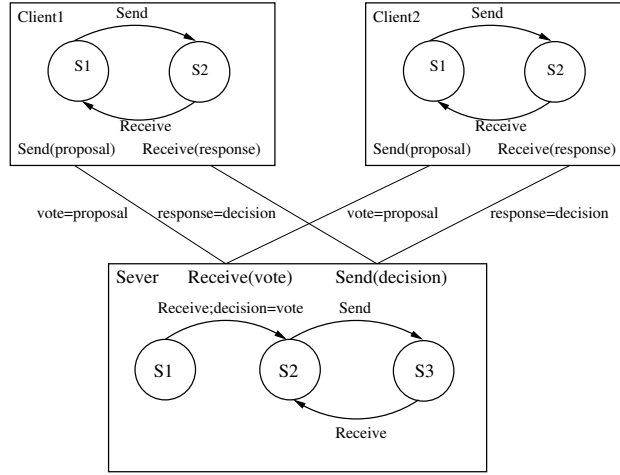 Client1
Send
S1
S2
Receive
Send(proposal)
Receive(response)
Client2
Send
S1
S2
Receive
Send(proposal)
Receive(response)
vote=proposal
response=decision
vote=proposal
response=decision
Sever
Receive(vote)
Send(decision)
Receive;decision=vote
Send
S1
S2
S3
Receive